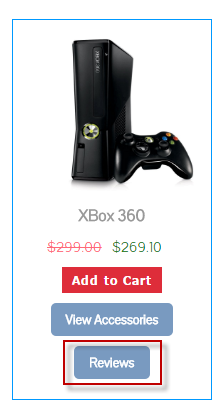 XBox 360
$299.00 $269.10
Add to Cart
View Accessories
Reviews